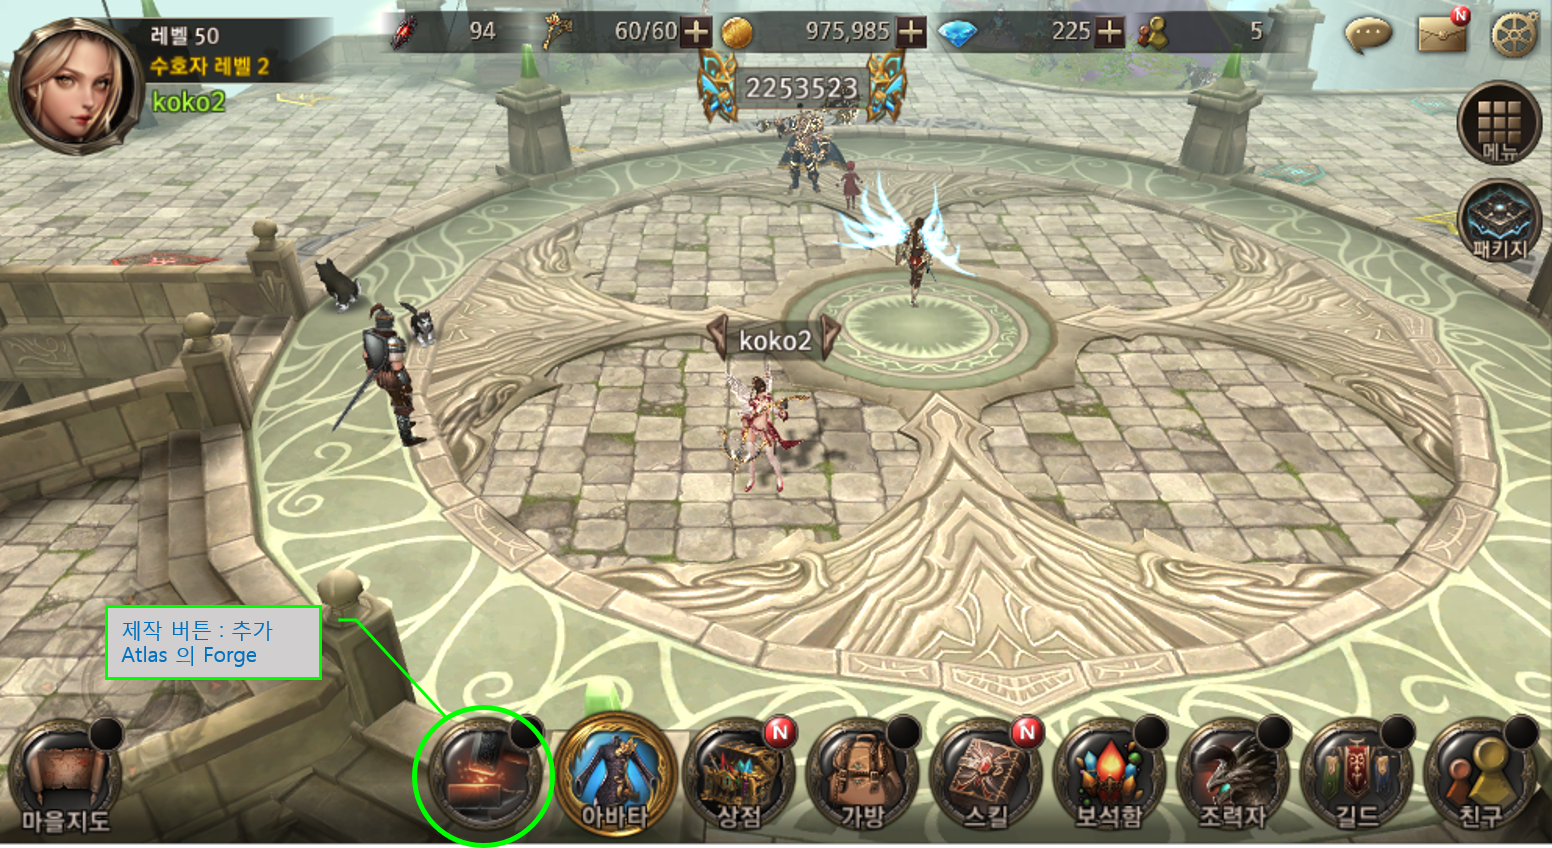 레벨 50
수호자 레벨 2
koko2
94
60/60
975,985
225
5
N
2253523
메뉴
패키지
koko2
제작 버튼 : 추가
Atlas 의 Forge
N
N
마을지도
아바타
상점
가방
스킬
보석함
조력자
길드
친구